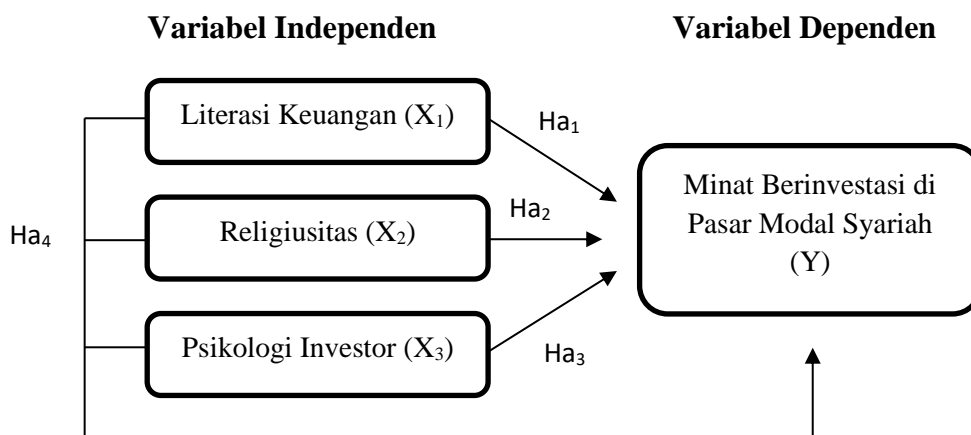 Variabel Independen
Variabel Dependen
Literasi Keuangan (X₁)
Ha₁
Minat Berinvestasi di
Pasar Modal Syariah
(Y)
Religiusitas (X₂)
Ha₂
Ha₄
Psikologi Investor (X₃)
Ha₃